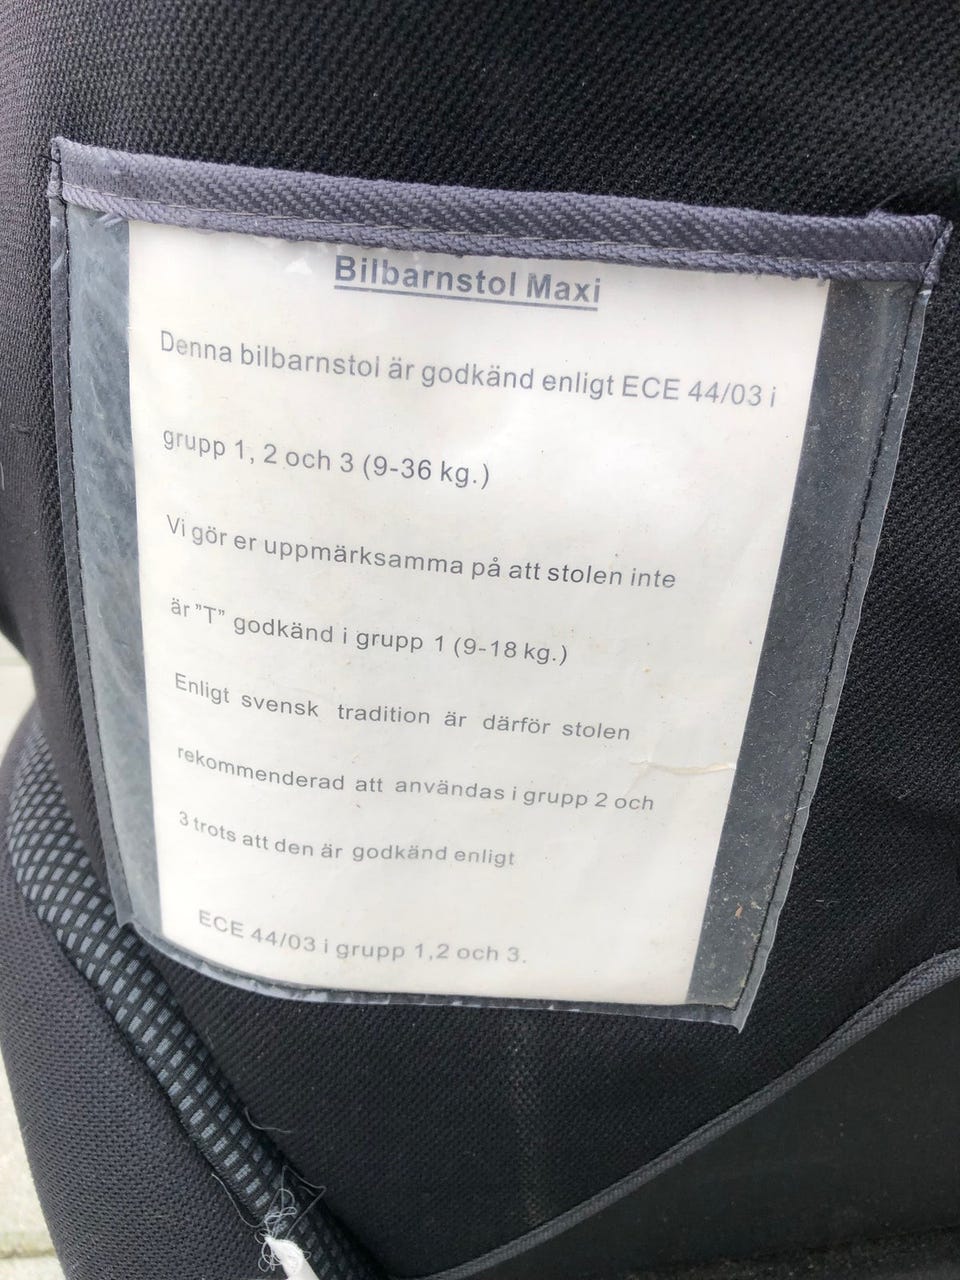 Bilbarnstol Maxi
Denna bilbarnstol är godkänd enligt ECE 44/03 i
grupp 1, 2 och 3 (9-36 kg.)
Vi gör er uppmärksamma på att stolen inte
är ”T” godkänd i grupp 1 (9-18 kg.)
Enligt svensk tradition är därför stolen
rekommenderad att användas i grupp 2 och
3 trots att den är godkänd enligt
ECE 44/03 i grupp 1,2 och 3.